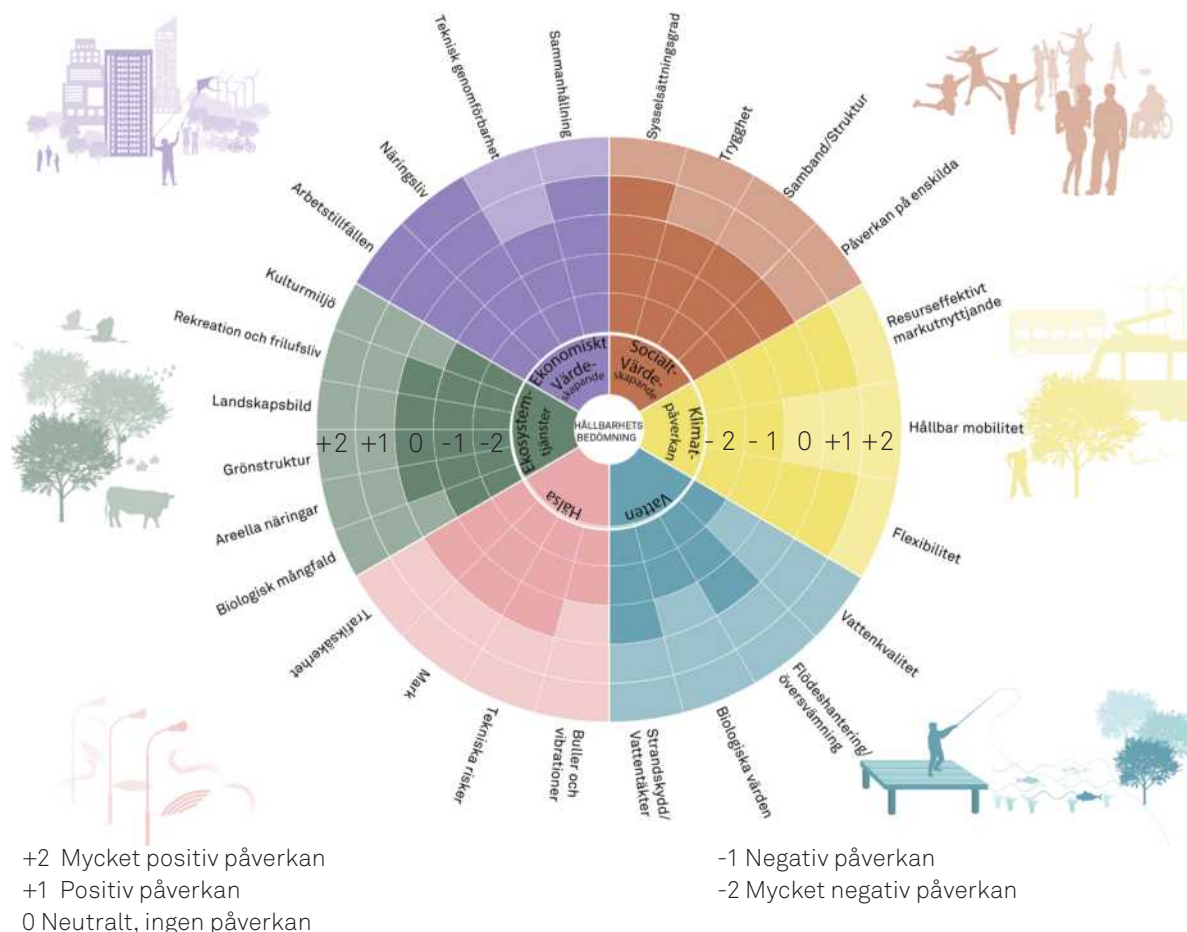 Teknisk genomförbarhet
Sammanhållning
Sysselsättningsgrad
Trygghet
Samband/Struktur
Påverkan på enskilda
Näringsliv
Arbetstillfällen
Kulturmiljö
Rekreation och frilufsliv
Landskapsbild
Grönstruktur
Areella näringar
Biologisk mångfald
Resurseffektivt
markutnyttjande
Hållbar mobilitet
Flexibilitet
Ekonomiskt
Värde-
skapande
Socialt-
Värde-
skapande
Ekosystem-
tjänster
HÅLLBARHETS
BEDÖMNING
Klimat-
påverkan
Hälsa
Vatten
+2 +1 0 -1 -2
- 2 - 1 0 +1 +2
Trafiksäkerhet
Mark
Tekniska risker
Buller och
vibrationer
Strandskydd/
Vattentäkter
Biologiska värden
Flödeshantering/
översvämning
Vattenkvalitet
+2 Mycket positiv påverkan
+1 Positiv påverkan
0 Neutralt, ingen påverkan
-1 Negativ påverkan
-2 Mycket negativ påverkan